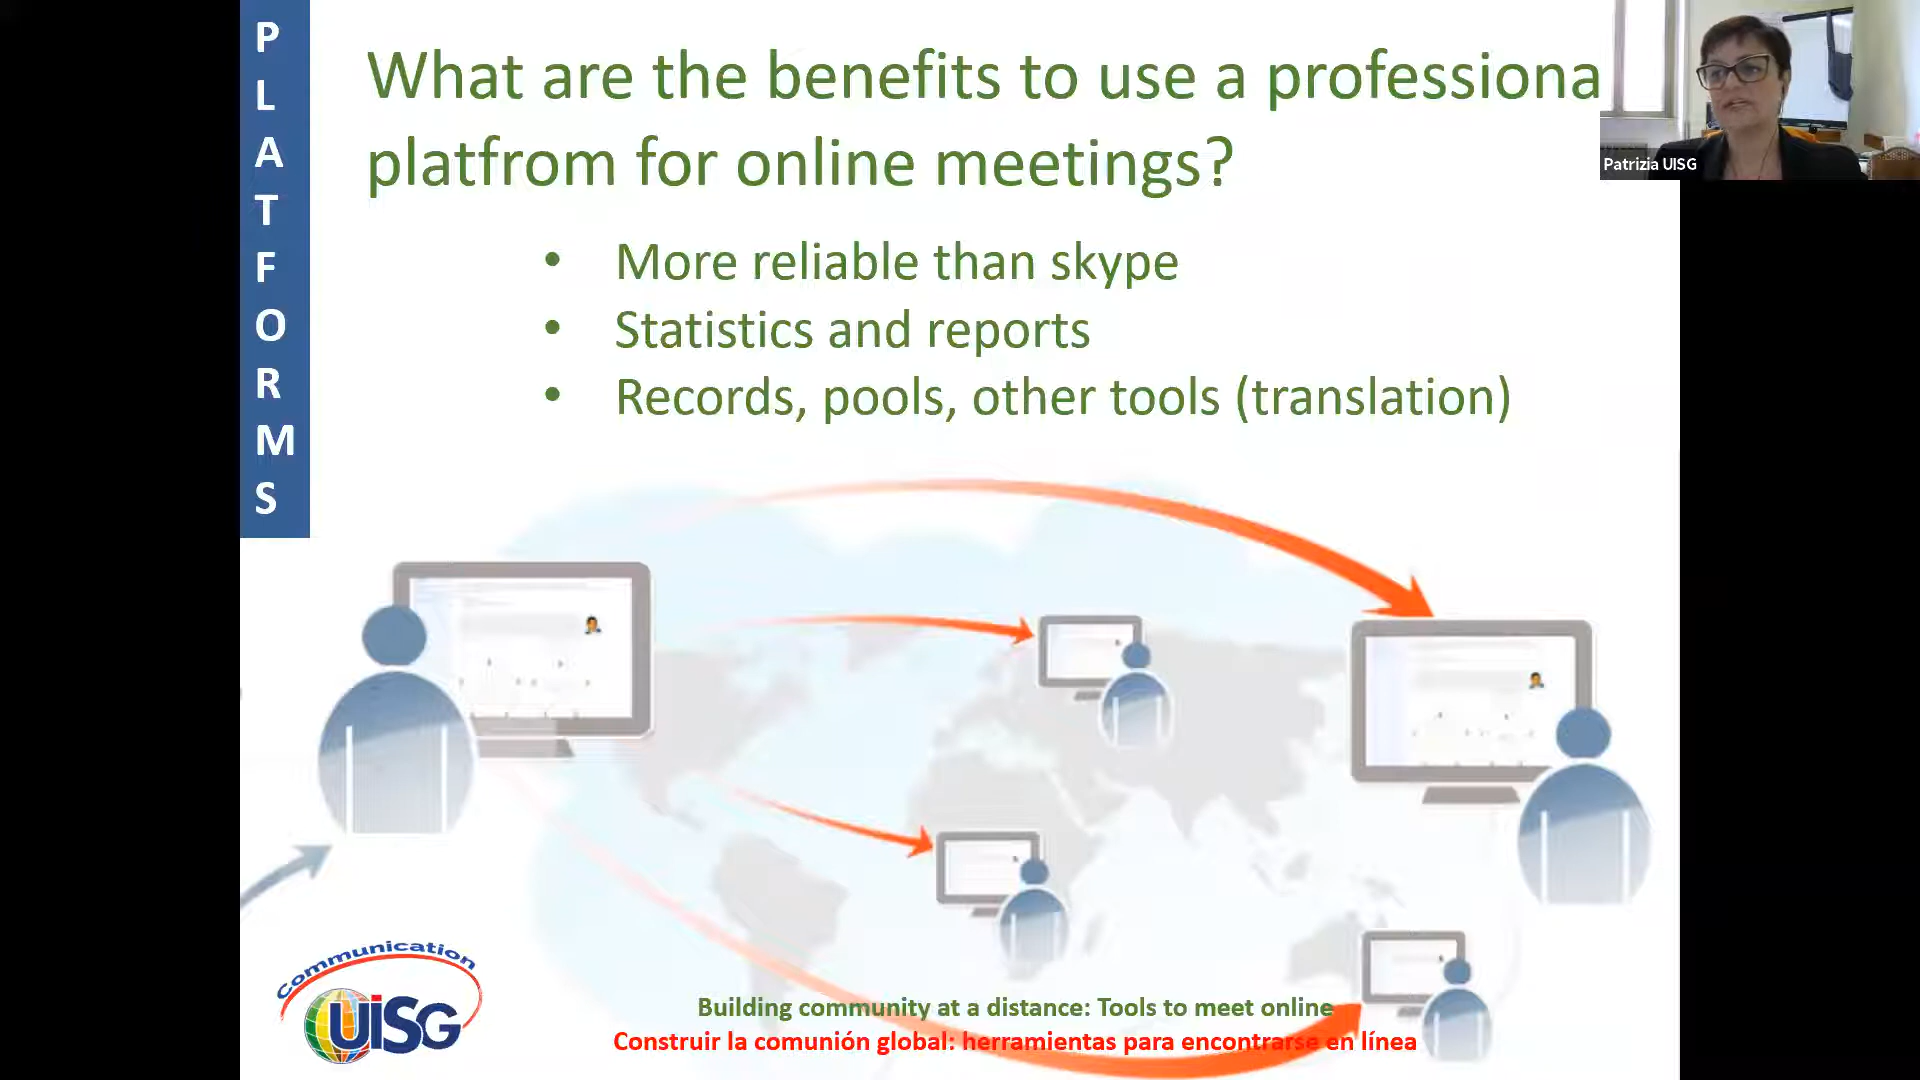 PLATFORMS
What are the benefits to use a professiona
platfrom for online meetings?
• More reliable than skype
• Statistics and reports
• Records, pools, other tools (translation)
Patrizia UISG
Communication
UISG
Building community at a distance: Tools to meet online
Construir la comunión global: herramientas para encontrarse en línea